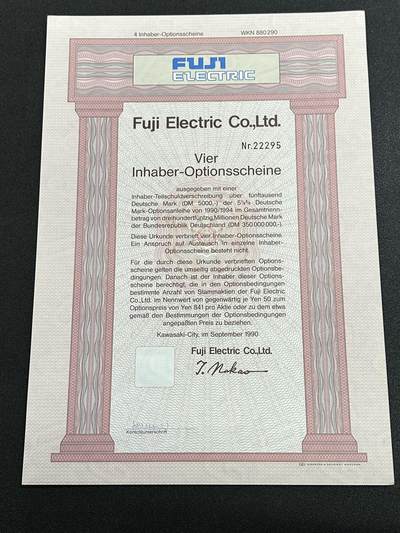 4 Inhaber-Optionsscheine WKN 880290
FUJI
ELECTRIC
Fuji Electric Co.,Ltd.
Nr.22295
Vier
Inhaber-Optionsscheine
ausgegeben mit einer
Inhaber-Teilschuldverschreibung über fünftausend
Deutsche Mark (DM 5000,-) der Deutsche
Mark-Optionsanleihe von 1990/1994 im Gesamtnenn-
betrag von dreihundertfünfzig Millionen Deutsche Mark
der Bundesrepublik Deutschland (DM 350000000,-).
Diese Urkunde verbrieft vier Inhaber-Optionsscheine.
Ein Anspruch auf Austausch in einzelne Inhaber-
Optionsscheine besteht nicht.
Für die durch diese Urkunde verbrieften Options-
scheine gelten die umseitig abgedruckten Optionsbe-
dingungen. Danach ist der Inhaber dieser Options-
scheine berechtigt, die in den Optionsbedingungen
bestimmte Anzahl von Stammaktien der Fuji Electric
Co.,Ltd. im Nennwert von gegenwärtig je Yen 50 zum
Optionspreis von Yen 841 pro Aktie oder zu dem etwa
gemäß den Bestimmungen der Optionsbedingungen
angepaßten Preis zu beziehen.
Kawasaki-City, im September 1990
Fuji Electric Co.,Ltd.
T. Nakao
Kontrollunterschrift